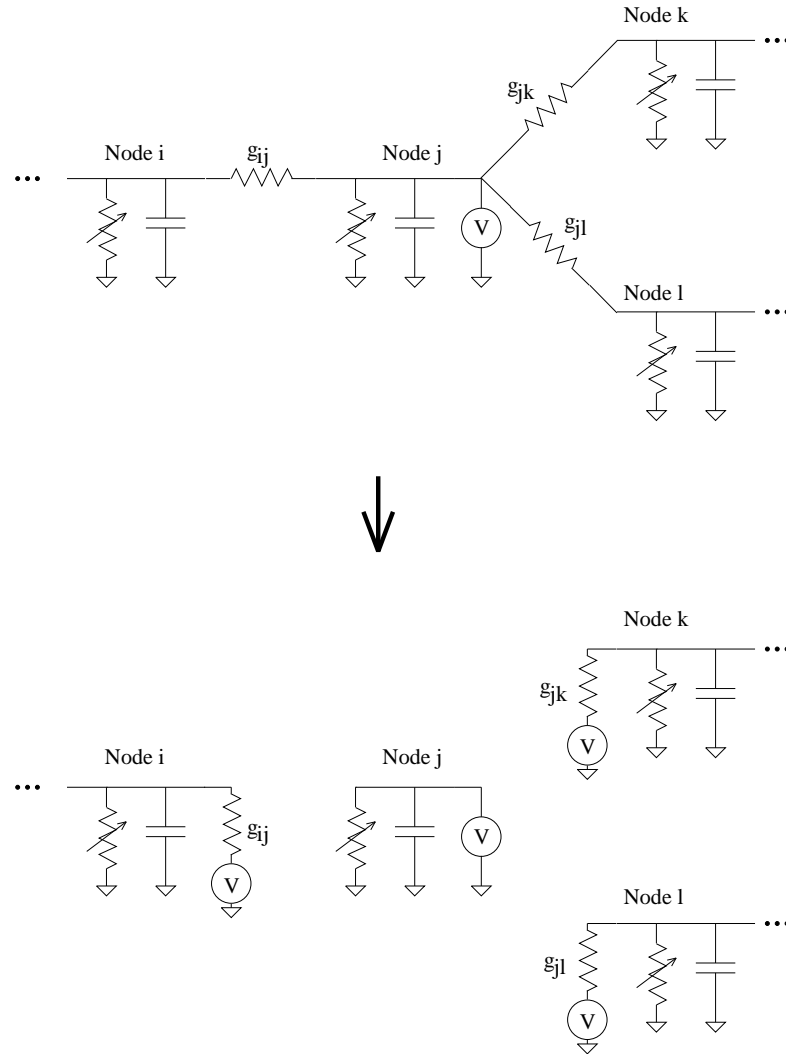 Node k
...
g_jk
Node i
g_ij
Node j
...
V
g_jl
Node l
...
Node k
...
g_jk
V
Node i
Node j
...
g_ij
V
V
Node l
...
g_jl
V